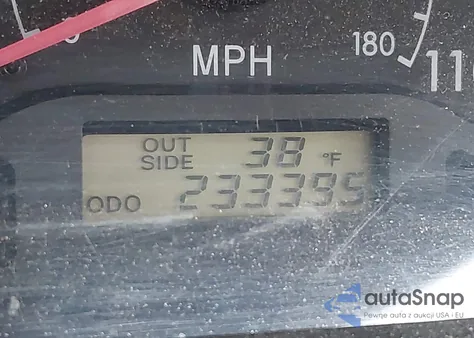 MPH
180
11
OUT 38 °F
SIDE
ODO 233395
autoSnap
Pewne auta z aukcji USA i EU